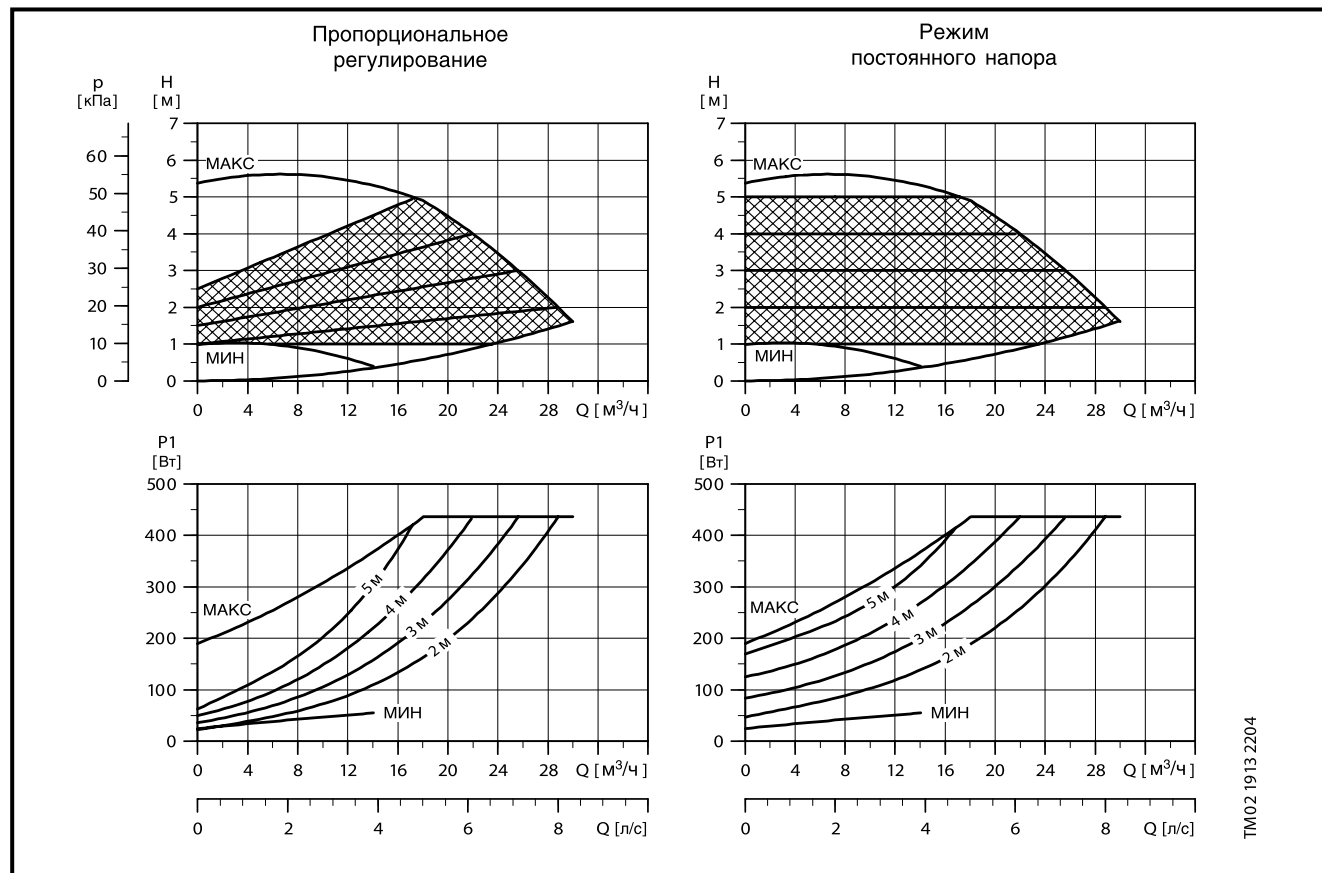 Пропорциональное
регулирование
Режим
постоянного напора
p
[кПа]
H
[м]
H
[м]
7
6
5
4
3
2
1
0
60
50
40
30
20
10
0
МАКС
МИН
0 4 8 12 16 20 24 28 Q [м³/ч]
7
6
5
4
3
2
1
0
МАКС
МИН
0 4 8 12 16 20 24 28 Q [м³/ч]
P1
[Вт]
500
400
300
200
100
0
МАКС
5 м
4 м
3 м
2 м
МИН
0 4 8 12 16 20 24 28 Q [м³/ч]
0 2 4 6 8 Q [л/с]
P1
[Вт]
500
400
300
200
100
0
МАКС
5 м
4 м
3 м
2 м
МИН
0 4 8 12 16 20 24 28 Q [м³/ч]
0 2 4 6 8 Q [л/с]
TM02 1913 2204